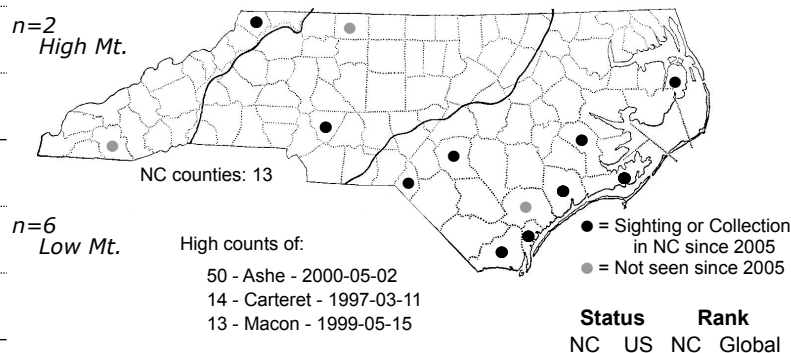 n=2
High Mt.
NC counties: 13
n=6
Low Mt.
High counts of:
50 - Ashe - 2000-05-02
14 - Carteret - 1997-03-11
13 - Macon - 1999-05-15
= Sighting or Collection
in NC since 2005
= Not seen since 2005
Status Rank
NC US NC Global